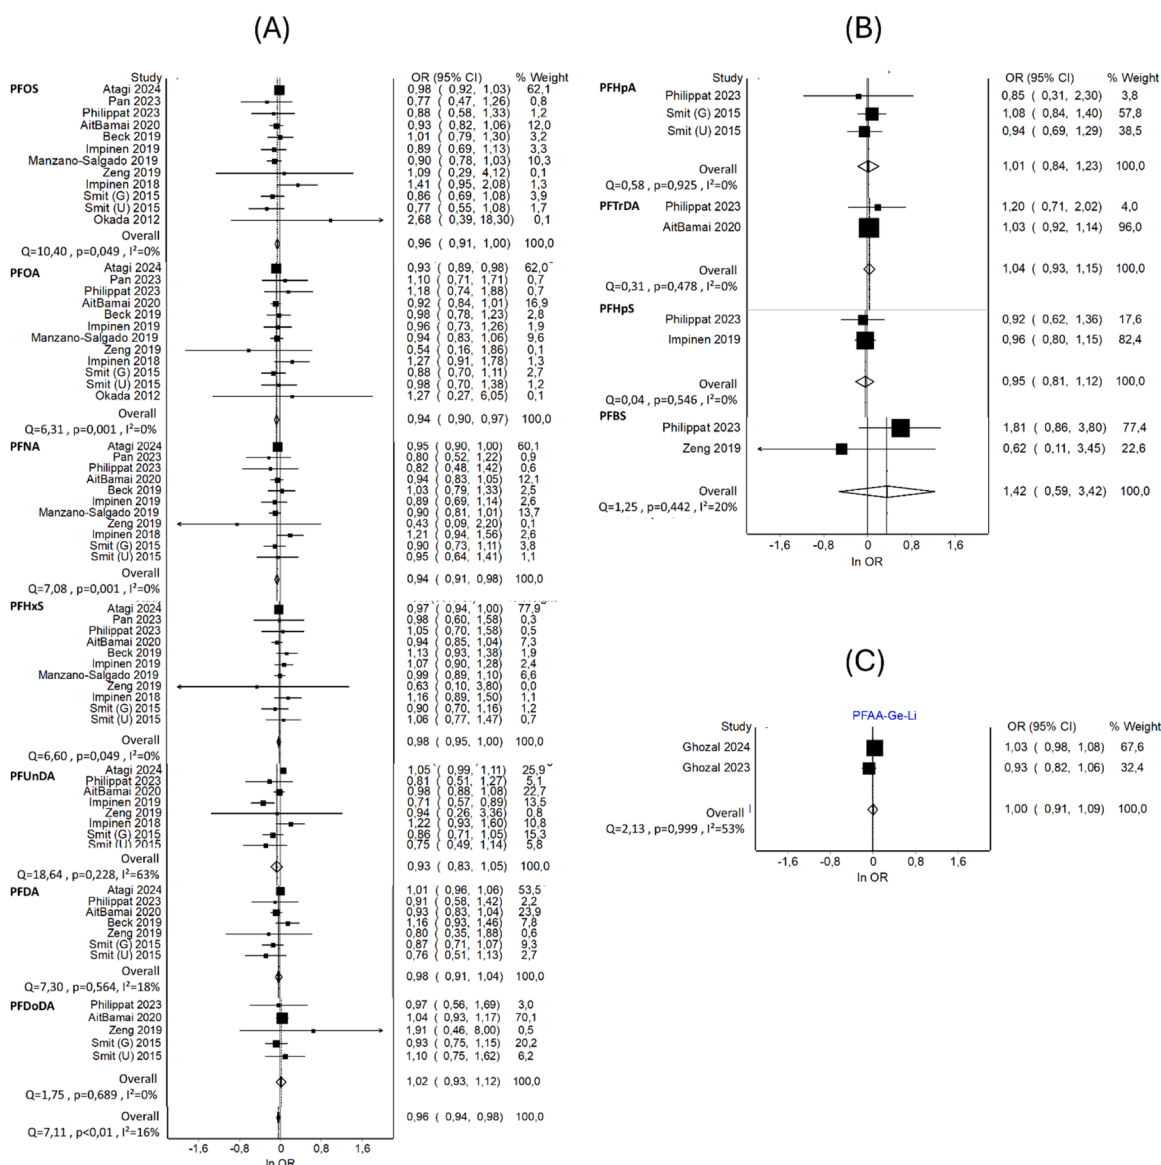 (A)
Study OR (95% CI) % Weight
PFOS
Atagi 2024 0,98 ( 0,92, 1,03) 62,1
Pan 2023 0,77 ( 0,47, 1,26) 0,8
Philippat 2023 0,88 ( 0,58, 1,33) 1,2
AitBamai 2020 0,93 ( 0,82, 1,06) 12,0
Beck 2019 1,01 ( 0,79, 1,30) 3,2
Impinen 2019 0,89 ( 0,69, 1,13) 3,3
Manzano-Salgado 2019 0,90 ( 0,78, 1,03) 10,3
Zeng 2019 1,09 ( 0,29, 4,12) 0,1
Impinen 2018 1,41 ( 0,95, 2,08) 1,3
Smit (G) 2015 0,86 ( 0,69, 1,08) 3,9
Smit (U) 2015 0,77 ( 0,55, 1,08) 1,7
Okada 2012 2,68 ( 0,39, 18,30) 0,1
Overall 0,96 ( 0,91, 1,00) 100,0
Q=10,40 , p=0,049 , I²=0%
PFOA
Atagi 2024 0,93 ( 0,89, 0,98) 62,0
Pan 2023 1,10 ( 0,71, 1,71) 0,7
Philippat 2023 1,18 ( 0,74, 1,88) 0,7
AitBamai 2020 0,92 ( 0,84, 1,01) 16,9
Beck 2019 0,98 ( 0,78, 1,23) 2,8
Impinen 2019 0,96 ( 0,73, 1,26) 1,9
Manzano-Salgado 2019 0,94 ( 0,83, 1,06) 9,6
Zeng 2019 0,54 ( 0,16, 1,86) 0,1
Impinen 2018 1,27 ( 0,91, 1,78) 1,3
Smit (G) 2015 0,88 ( 0,70, 1,11) 2,7
Smit (U) 2015 0,98 ( 0,70, 1,38) 1,2
Okada 2012 1,27 ( 0,27, 6,05) 0,1
Overall 0,94 ( 0,90, 0,97) 100,0
Q=6,31 , p=0,001 , I²=0%
PFNA
Atagi 2024 0,95 ( 0,90, 1,00) 60,1
Pan 2023 0,80 ( 0,52, 1,22) 0,9
Philippat 2023 0,82 ( 0,48, 1,42) 0,6
AitBamai 2020 0,94 ( 0,83, 1,05) 12,1
Beck 2019 1,03 ( 0,79, 1,33) 2,5
Impinen 2019 0,89 ( 0,69, 1,14) 2,6
Manzano-Salgado 2019 0,90 ( 0,81, 1,01) 13,7
Zeng 2019 0,43 ( 0,09, 2,20) 0,1
Impinen 2018 1,21 ( 0,94, 1,56) 2,6
Smit (G) 2015 0,90 ( 0,73, 1,11) 3,8
Smit (U) 2015 0,95 ( 0,64, 1,41) 1,1
Overall 0,94 ( 0,91, 0,98) 100,0
Q=7,08 , p=0,001 , I²=0%
PFHxS
Atagi 2024 0,97 ( 0,94, 1,00) 77,9
Pan 2023 0,98 ( 0,60, 1,58) 0,3
Philippat 2023 1,05 ( 0,70, 1,58) 0,5
AitBamai 2020 0,94 ( 0,85, 1,04) 7,3
Beck 2019 1,13 ( 0,93, 1,38) 1,9
Impinen 2019 1,07 ( 0,90, 1,28) 2,4
Manzano-Salgado 2019 0,99 ( 0,89, 1,10) 6,6
Zeng 2019 0,63 ( 0,10, 3,80) 0,0
Impinen 2018 1,16 ( 0,89, 1,50) 1,1
Smit (G) 2015 0,90 ( 0,70, 1,16) 1,2
Smit (U) 2015 1,06 ( 0,77, 1,47) 0,7
Overall 0,98 ( 0,95, 1,00) 100,0
Q=6,60 , p=0,049 , I²=0%
PFUnDA
Atagi 2024 1,05 ( 0,99, 1,11) 25,9
Philippat 2023 0,81 ( 0,51, 1,27) 5,1
AitBamai 2020 0,98 ( 0,88, 1,08) 22,7
Impinen 2019 0,71 ( 0,57, 0,89) 13,5
Zeng 2019 0,94 ( 0,26, 3,36) 0,8
Impinen 2018 1,22 ( 0,93, 1,60) 10,8
Smit (G) 2015 0,86 ( 0,71, 1,05) 15,3
Smit (U) 2015 0,75 ( 0,49, 1,14) 5,8
Overall 0,93 ( 0,83, 1,05) 100,0
Q=18,64 , p=0,228 , I²=63%
PFDA
Atagi 2024 1,01 ( 0,96, 1,06) 53,5
Philippat 2023 0,91 ( 0,58, 1,42) 2,2
AitBamai 2020 0,93 ( 0,83, 1,04) 23,9
Beck 2019 1,16 ( 0,93, 1,46) 7,8
Zeng 2019 0,80 ( 0,35, 1,88) 0,6
Smit (G) 2015 0,87 ( 0,71, 1,07) 9,3
Smit (U) 2015 0,76 ( 0,51, 1,13) 2,7
Overall 0,98 ( 0,91, 1,04) 100,0
Q=7,30 , p=0,564 , I²=18%
PFDoDA
Philippat 2023 0,97 ( 0,56, 1,69) 3,0
AitBamai 2020 1,04 ( 0,93, 1,17) 70,1
Zeng 2019 1,91 ( 0,46, 8,00) 0,5
Smit (G) 2015 0,93 ( 0,75, 1,15) 20,2
Smit (U) 2015 1,10 ( 0,75, 1,62) 6,2
Overall 1,02 ( 0,93, 1,12) 100,0
Q=1,75 , p=0,689 , I²=0%
Overall 0,96 ( 0,94, 0,98) 100,0
Q=7,11 , p<0,01 , I²=16%
-1,6 -0,8 0 0,8 1,6
ln OR
(B)
Study OR (95% CI) % Weight
PFHpA
Philippat 2023 0,85 ( 0,31, 2,30) 3,8
Smit (G) 2015 1,08 ( 0,84, 1,40) 57,8
Smit (U) 2015 0,94 ( 0,69, 1,29) 38,5
Overall 1,01 ( 0,84, 1,23) 100,0
Q=0,58 , p=0,925 , I²=0%
PFTrDA
Philippat 2023 1,20 ( 0,71, 2,02) 4,0
AitBamai 2020 1,03 ( 0,92, 1,14) 96,0
Overall 1,04 ( 0,93, 1,15) 100,0
Q=0,31 , p=0,478 , I²=0%
PFHpS
Philippat 2023 0,92 ( 0,62, 1,36) 17,6
Impinen 2019 0,96 ( 0,80, 1,15) 82,4
Overall 0,95 ( 0,81, 1,12) 100,0
Q=0,04 , p=0,546 , I²=0%
PFBS
Philippat 2023 1,81 ( 0,86, 3,80) 77,4
Zeng 2019 0,62 ( 0,11, 3,45) 22,6
Overall 1,42 ( 0,59, 3,42) 100,0
Q=1,25 , p=0,442 , I²=20%
-1,6 -0,8 0 0,8 1,6
ln OR
(C)
PFAA-Ge-Li
Study OR (95% CI) % Weight
Ghozal 2024 1,03 ( 0,98, 1,08) 67,6
Ghozal 2023 0,93 ( 0,82, 1,06) 32,4
Overall 1,00 ( 0,91, 1,09) 100,0
Q=2,13 , p=0,999 , I²=53%
-1,6 -0,8 0 0,8 1,6
ln OR